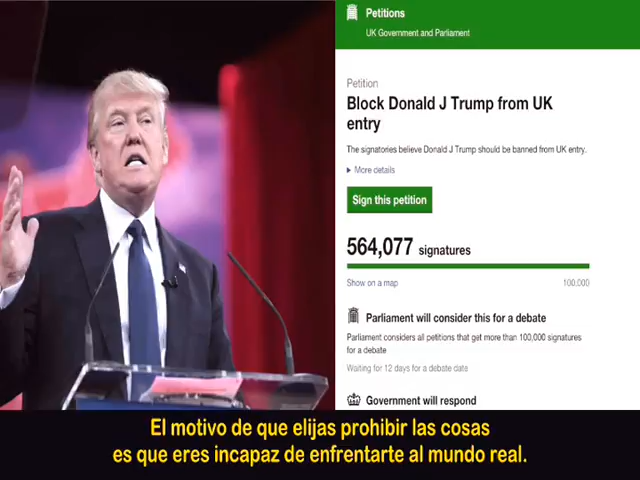 Petitions
UK Government and Parliament
Petition
Block Donald J Trump from UK
entry
The signatories believe Donald J Trump should be banned from UK entry.
More details
Sign this petition
564,077 signatures
Show on a map
100,000
Parliament will consider this for a debate
Parliament considers all petitions that get more than 100,000 signatures
for a debate
Waiting for 12 days for a debate date
Government will respond
El motivo de que elijas prohibir las cosas
es que eres incapaz de enfrentarte al mundo real.